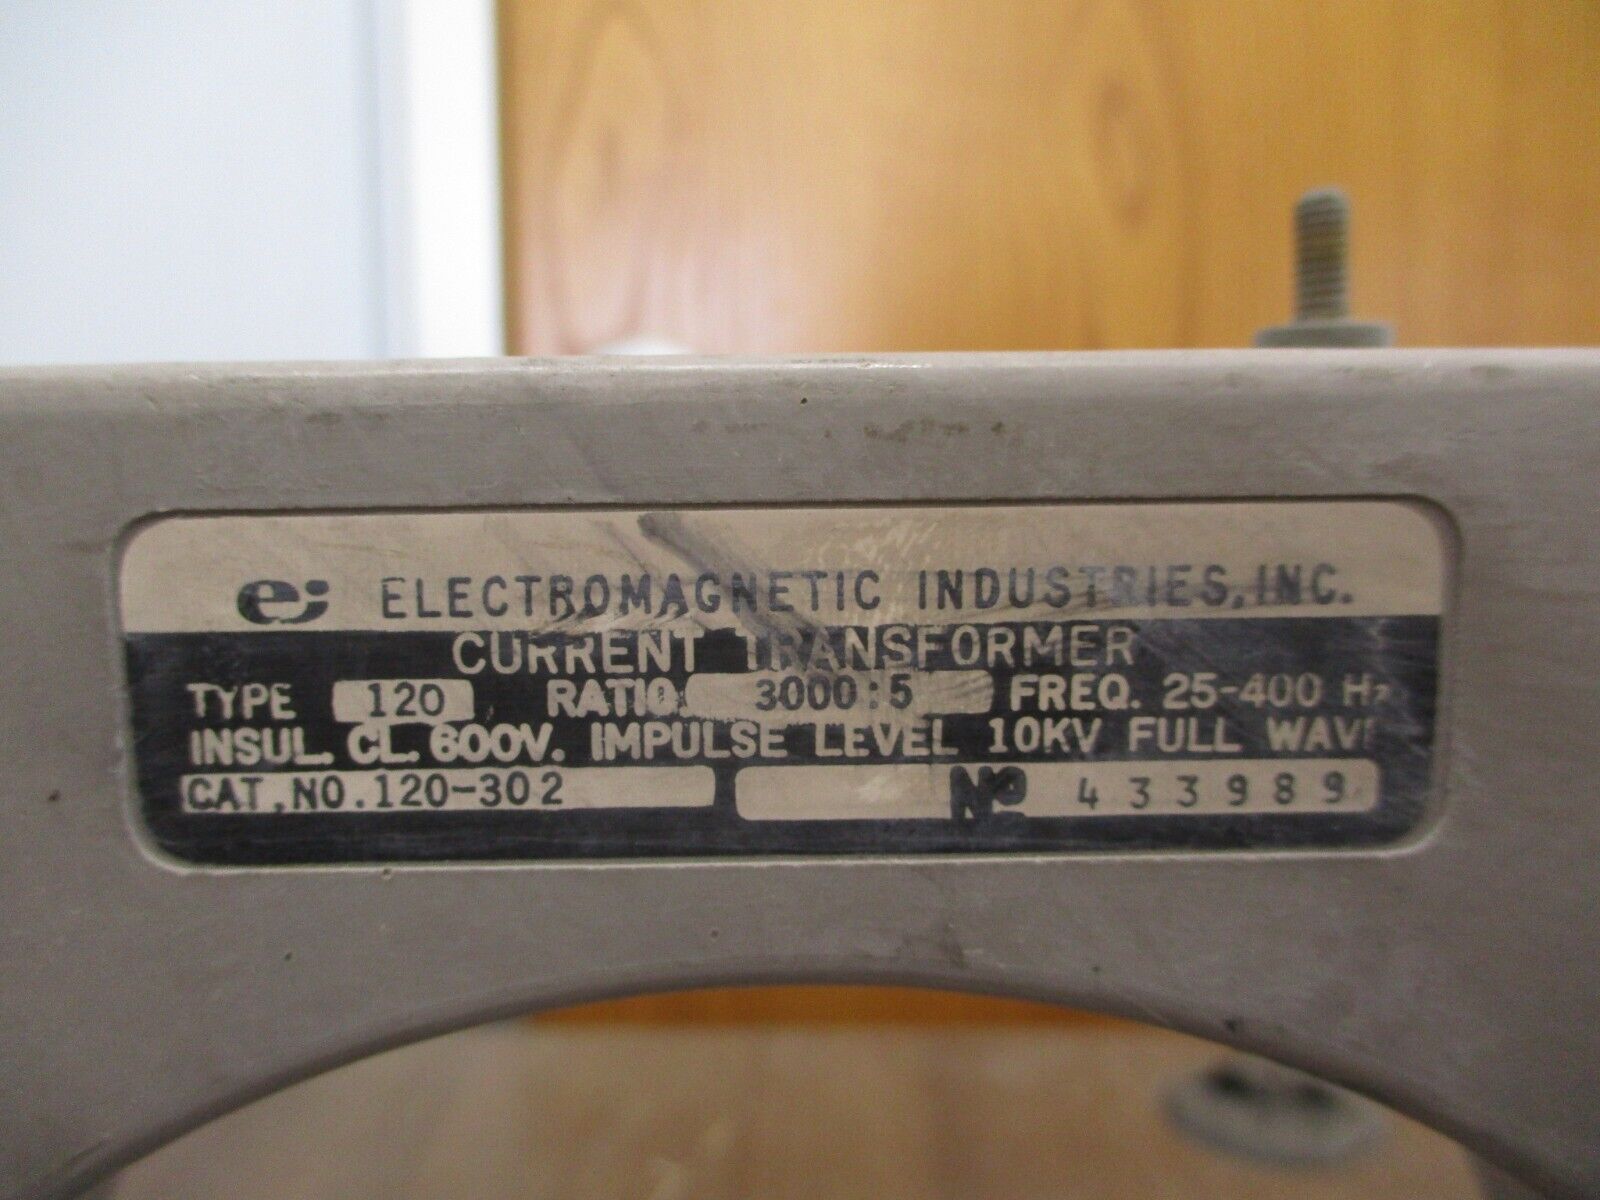 ei ELECTROMAGNETIC INDUSTRIES, INC.
CURRENT TRANSFORMER
TYPE 120 RATIO 3000:5 FREQ. 25-400 Hz
INSUL. CL. 600V. IMPULSE LEVEL 10KV FULL WAVE
CAT. NO. 120-302 No 433989